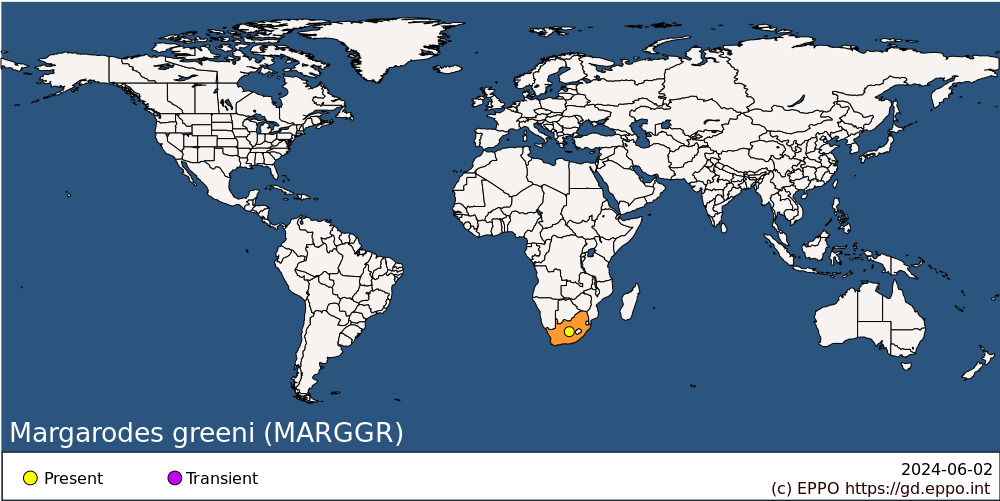 Margarodes greeni (MARGGR)
Present
Transient
2024-06-02
(c) EPPO https://gd.eppo.int